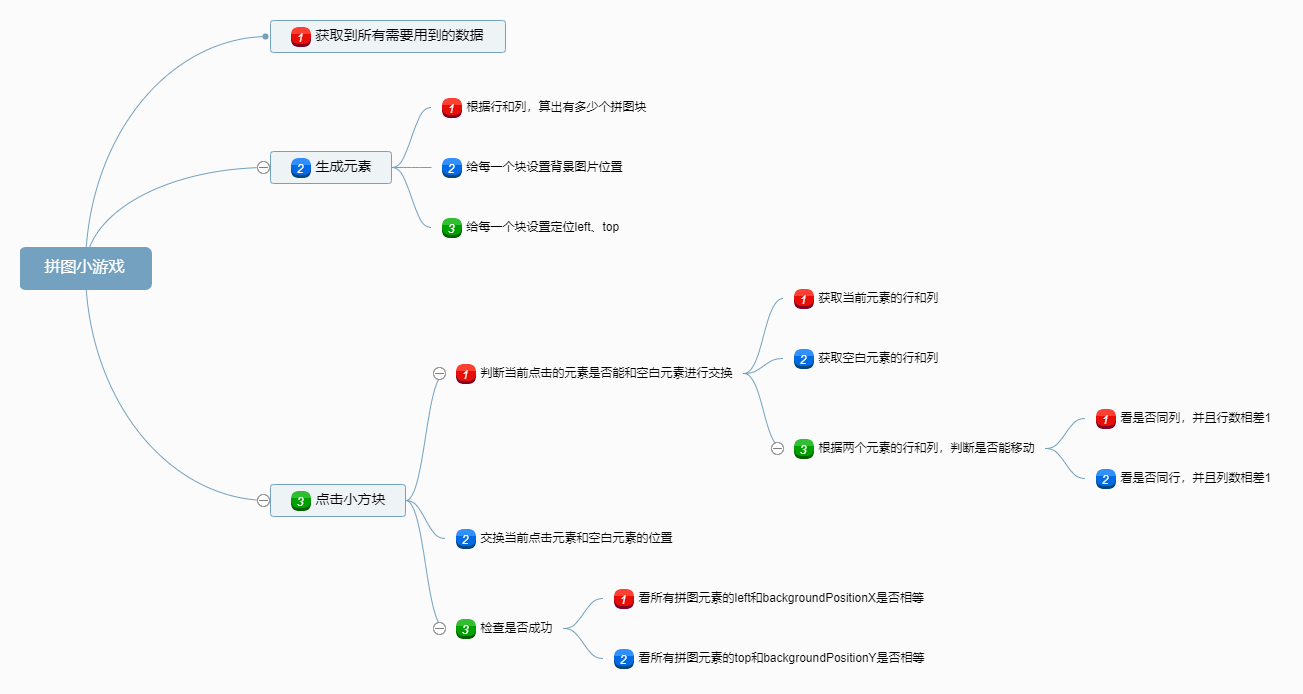 拼图小游戏
1 获取到所有需要用到的数据
2 生成元素
1 根据行和列，算出有多少个拼图块
2 给每一个块设置背景图片位置
3 给每一个块设置定位left、top
3 点击小方块
1 判断当前点击的元素是否能和空白元素进行交换
1 获取当前元素的行和列
2 获取空白元素的行和列
3 根据两个元素的行和列，判断是否能移动
1 看是否同列，并且行数相差1
2 看是否同行，并且列数相差1
2 交换当前点击元素和空白元素的位置
3 检查是否成功
1 看所有拼图元素的left和backgroundPositionX是否相等
2 看所有拼图元素的top和backgroundPositionY是否相等